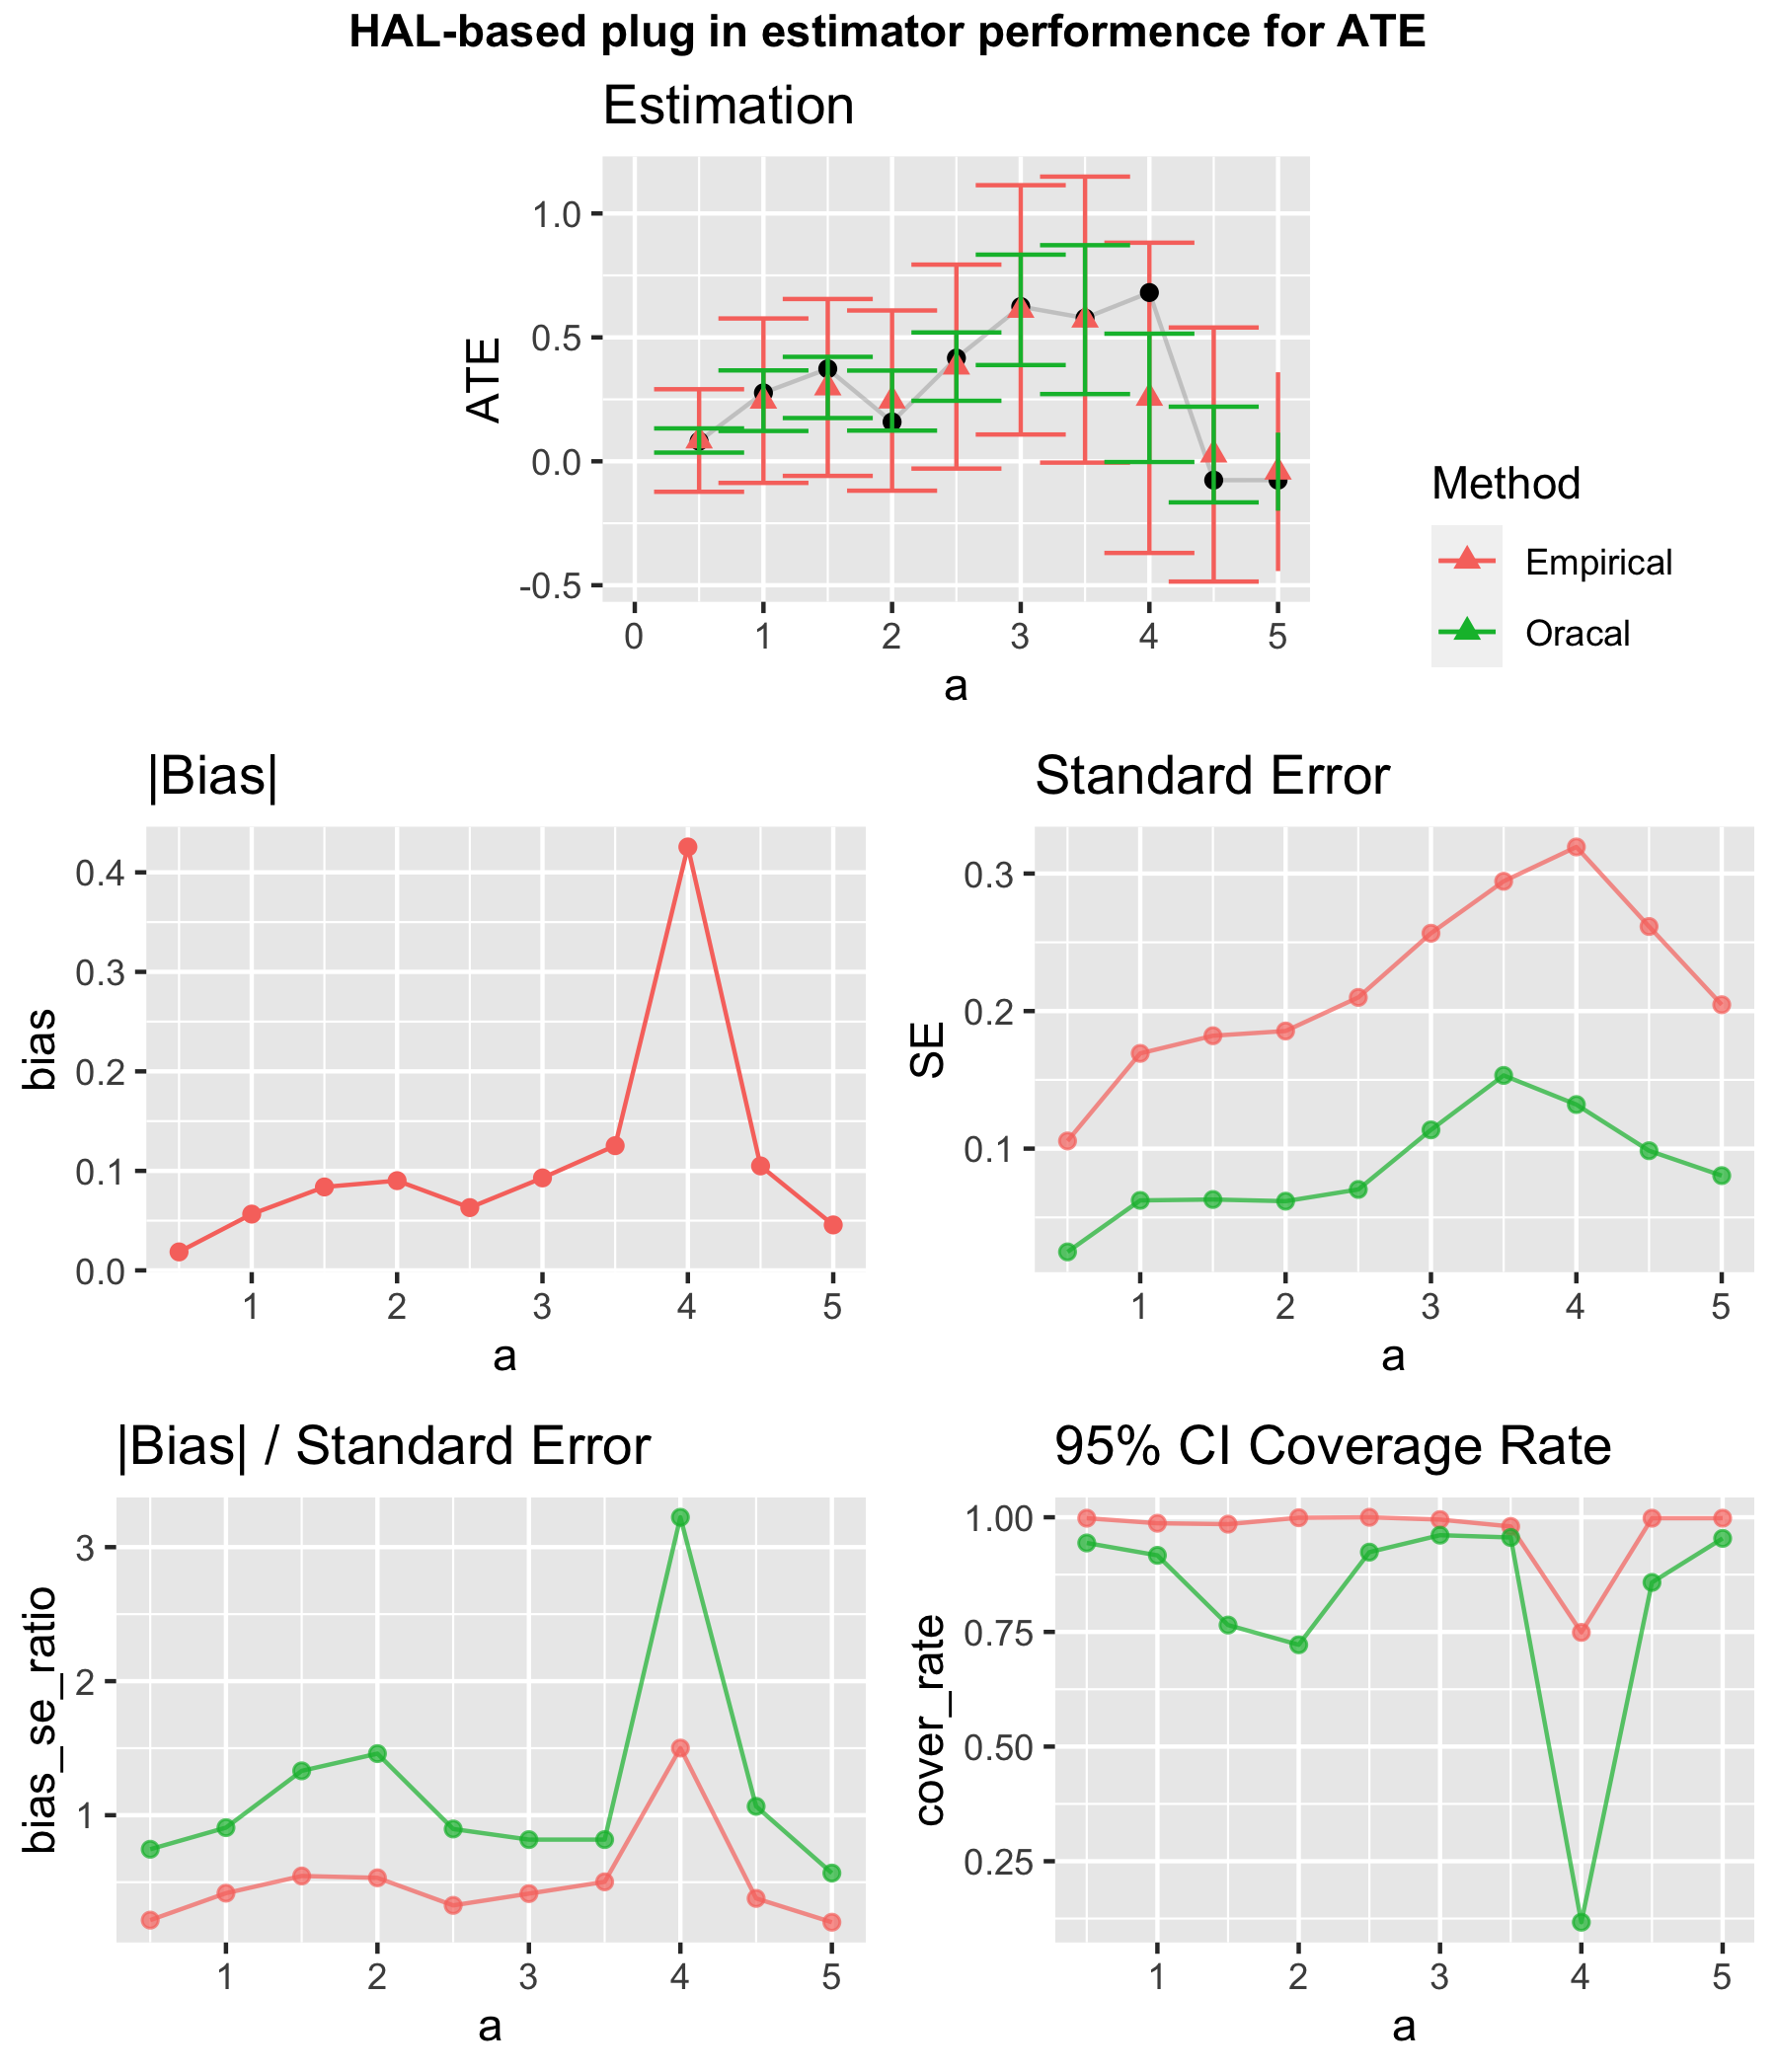 HAL-based plug in estimator performence for ATE
Estimation
ATE
1.0
0.5
0.0
-0.5
0 1 2 3 4 5
a
Method
Empirical
Oracal
|Bias|
bias
0.4
0.3
0.2
0.1
0.0
1 2 3 4 5
a
Standard Error
SE
0.3
0.2
0.1
1 2 3 4 5
a
|Bias| / Standard Error
bias_se_ratio
3
2
1
1 2 3 4 5
a
95% CI Coverage Rate
cover_rate
1.00
0.75
0.50
0.25
1 2 3 4 5
a